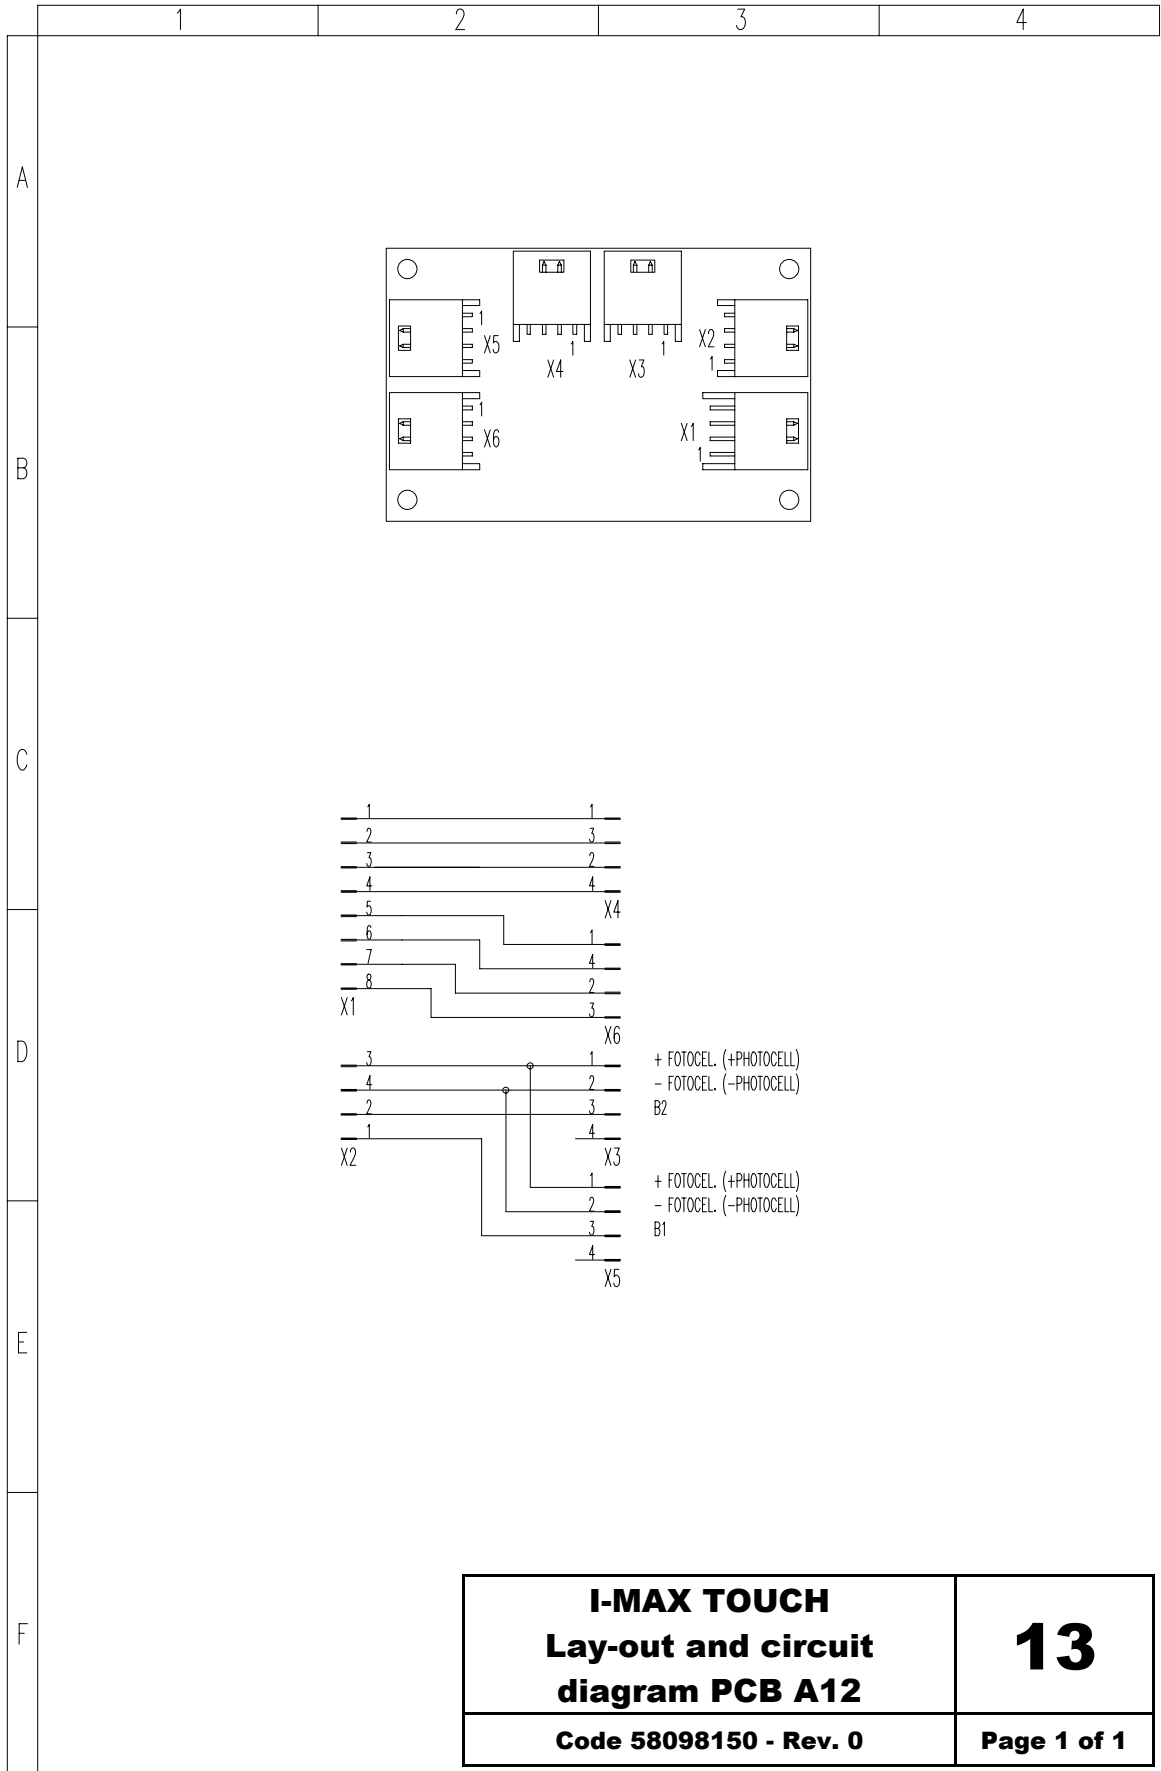 1 2 3 4
A
1
X5
1
X4
1
X3
X2
1
1
X6
X1
1
B
C
1 1
2 3
3 2
4 4
X4
5
1
6
4
7
2
8
3
X1
X6
D
3 1 + FOTOCEL. (+PHOTOCELL)
4 2 - FOTOCEL. (-PHOTOCELL)
2 3 B2
1 4
X2 X3
1 + FOTOCEL. (+PHOTOCELL)
2 - FOTOCEL. (-PHOTOCELL)
3 B1
4
X5
E
F
I-MAX TOUCH
Lay-out and circuit
diagram PCB A12
13
Code 58098150 - Rev. 0
Page 1 of 1